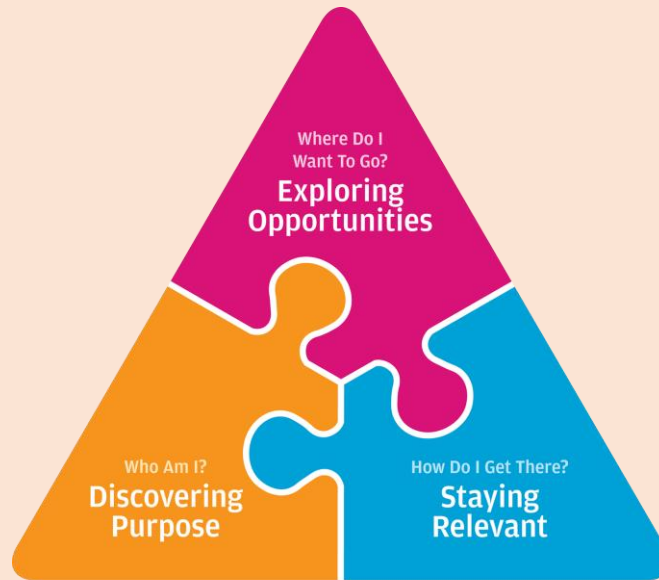 Where Do I
Want To Go?
Exploring
Opportunities
Who Am I?
Discovering
Purpose
How Do I Get There?
Staying
Relevant